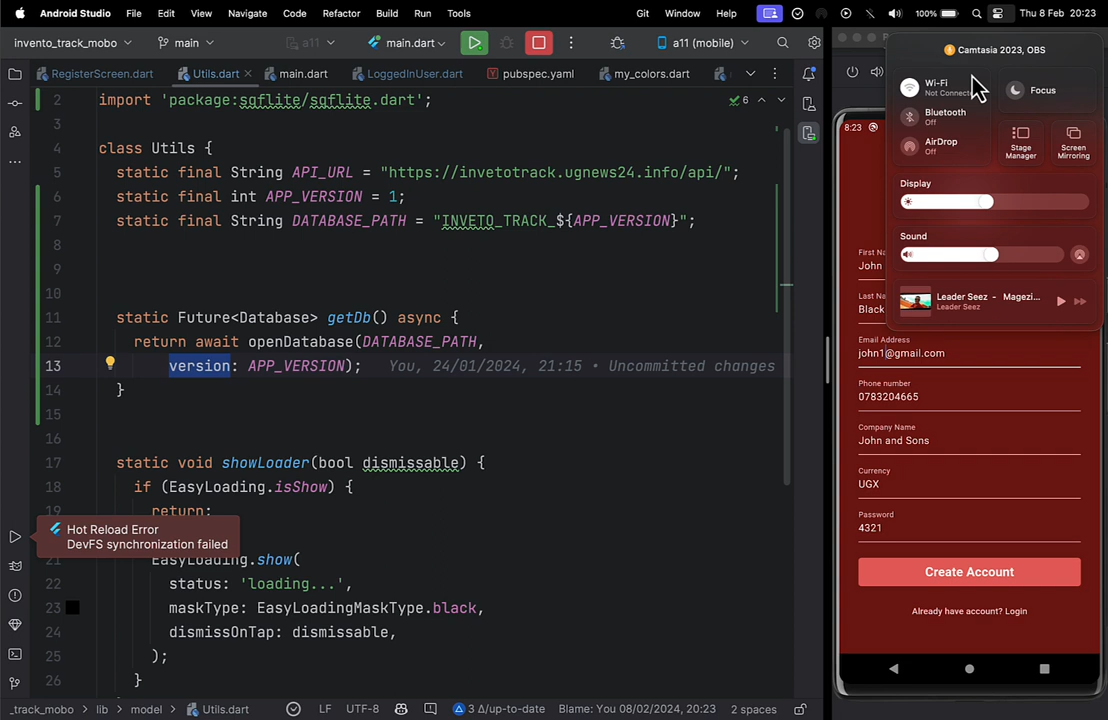 Android Studio File Edit View Navigate Code Refactor Build Run Tools Git Window Help 100% Thu 8 Feb 20:23
invento_track_mobo main a11 main.dart a11 (mobile)
RegisterScreen.dart Utils.dart main.dart LoggedInUser.dart pubspec.yaml my_colors.dart
2 import 'package:sqflite/sqflite.dart'; 6
3
4 class Utils {
5 static final String API_URL = "https://invetotrack.ugnews24.info/api/";
6 static final int APP_VERSION = 1;
7 static final String DATABASE_PATH = "INVETO_TRACK_${APP_VERSION}";
8
9
10
11 static Future<Database> getDb() async {
12 return await openDatabase(DATABASE_PATH,
13 version: APP_VERSION); You, 24/01/2024, 21:15 • Uncommitted changes
14 }
15
16
17 static void showLoader(bool dismissable) {
18 if (EasyLoading.isShow) {
19 return;
Hot Reload Error
DevFS synchronization failed
21 EasyLoading.show(
22 status: 'loading...',
23 maskType: EasyLoadingMaskType.black,
24 dismissOnTap: dismissable,
25 );
26 }
_track_mobo lib model Utils.dart LF UTF-8 3 Δ/up-to-date Blame: You 08/02/2024, 20:23 2 spaces
Camtasia 2023, OBS
Wi-Fi
Not Connec
Bluetooth
Off
AirDrop
Off
Focus
Stage
Manager
Screen
Mirroring
Display
Sound
Leader Seez - Magezi...
Leader Seez
8:23
First Na
John
Last Na
Black
Email Address
john1@gmail.com
Phone number
0783204665
Company Name
John and Sons
Currency
UGX
Password
4321
Create Account
Already have account? Login